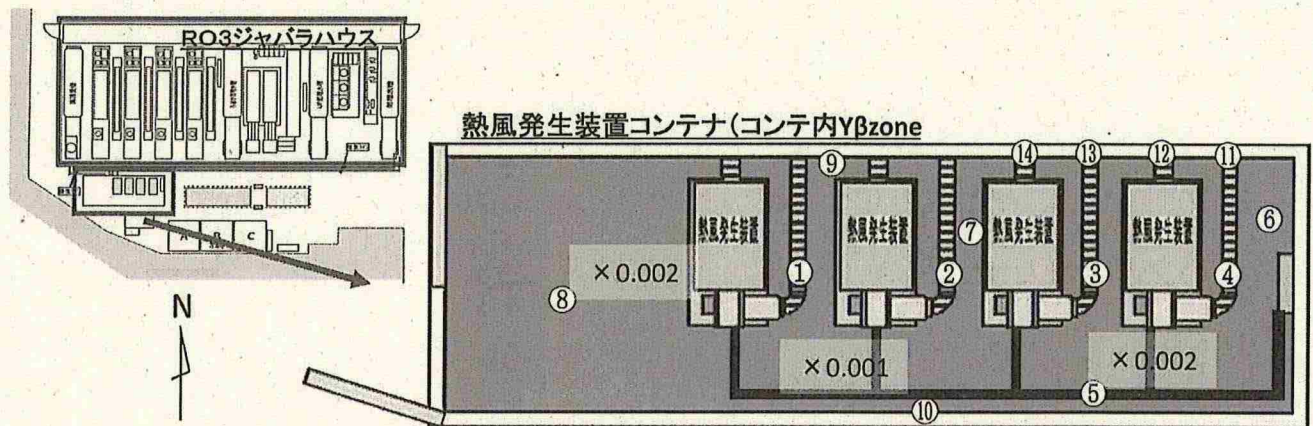 RO3ジャバラハウス
熱風発生装置コンテナ(コンテ内Yβzone
N
A
C
⑨
⑭
⑬
⑫
⑪
熱風発生装置
熱風発生装置
熱風発生装置
熱風発生装置
⑦
⑥
×0.002
①
②
③
④
⑧
×0.001
×0.002
⑤
⑩